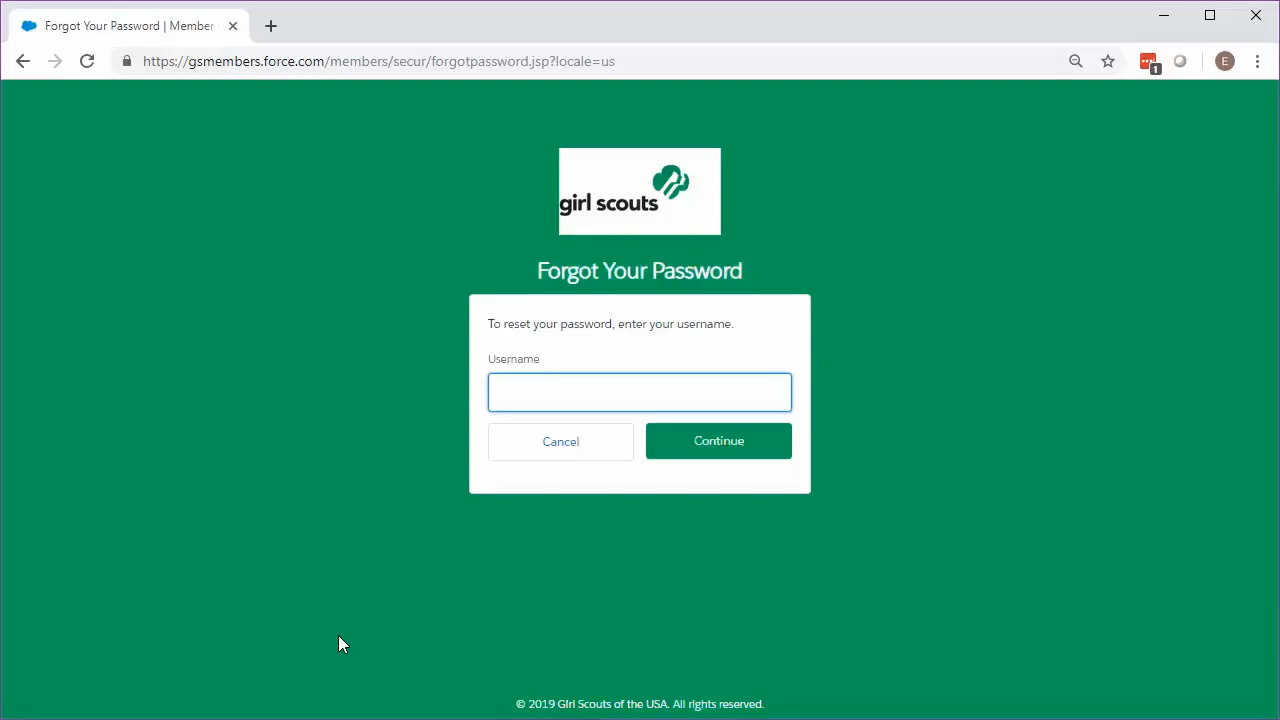 Forgot Your Password | Member
https://gsmembers.force.com/members/secur/forgotpassword.jsp?locale=us
1
E
girl scouts
Forgot Your Password
To reset your password, enter your username.
Username
Cancel
Continue
© 2019 Girl Scouts of the USA. All rights reserved.